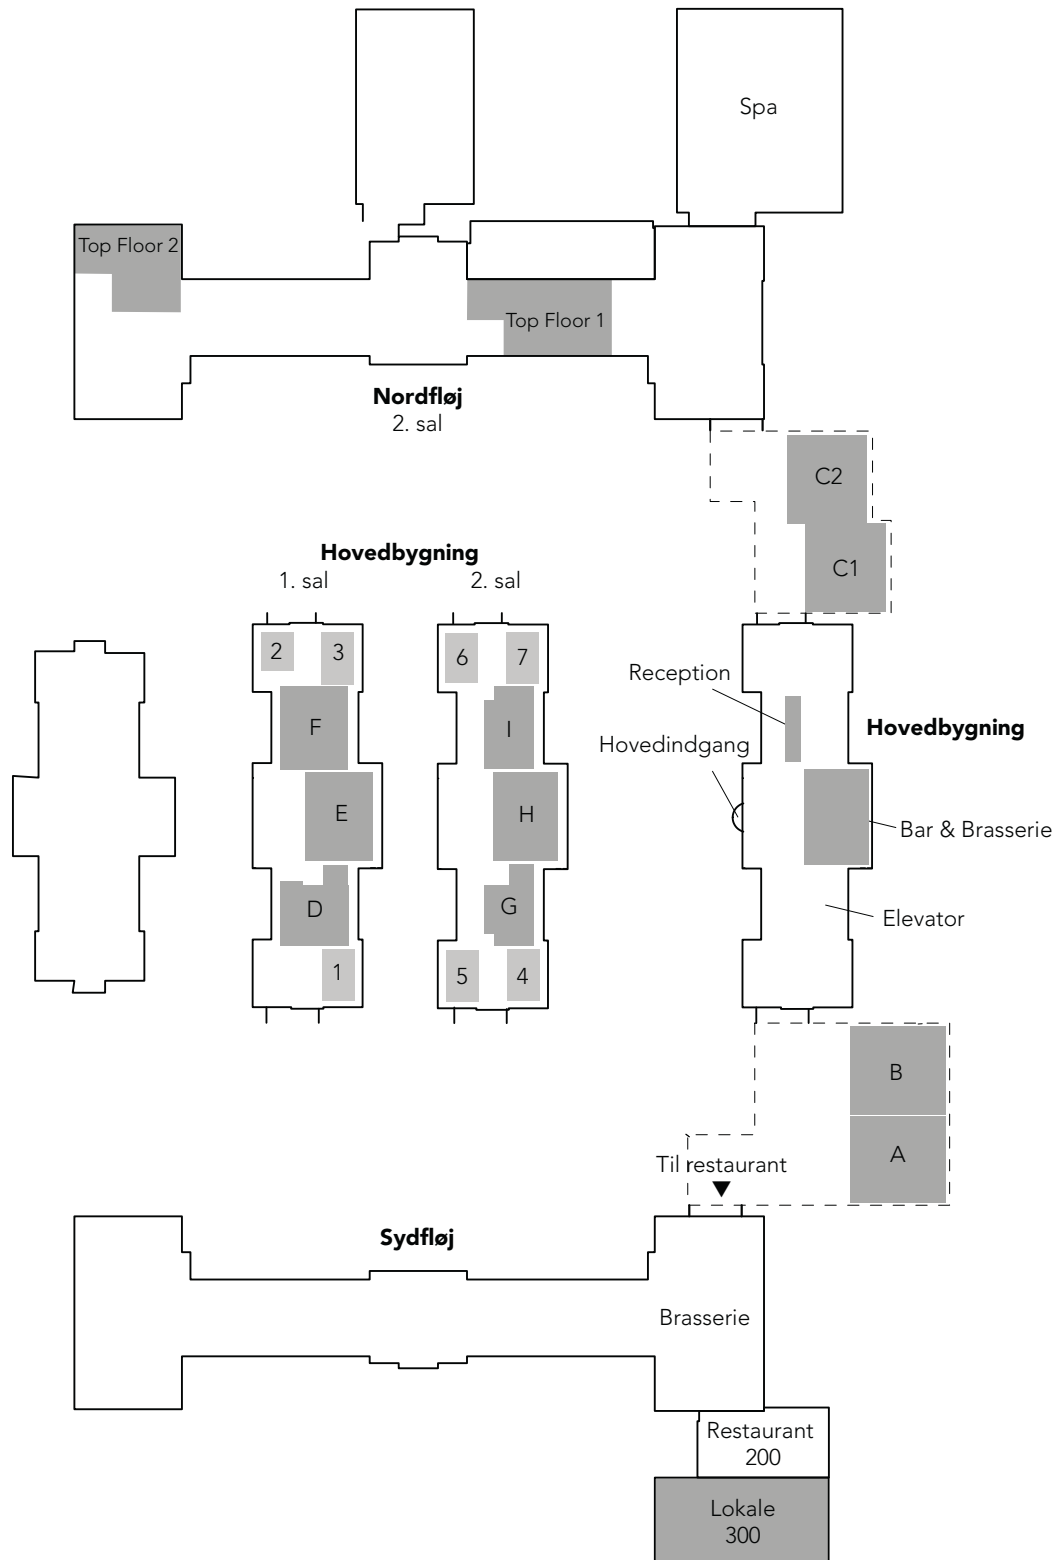 Spa
Top Floor 2
Top Floor 1
Nordfløj
2. sal
C2
C1
Hovedbygning
1. sal
2. sal
2
3
6
7
F
I
E
H
D
G
1
5
4
Reception
Hovedbygning
Hovedindgang
Bar & Brasserie
Elevator
B
A
Til restaurant
Sydfløj
Brasserie
Restaurant
200
Lokale
300